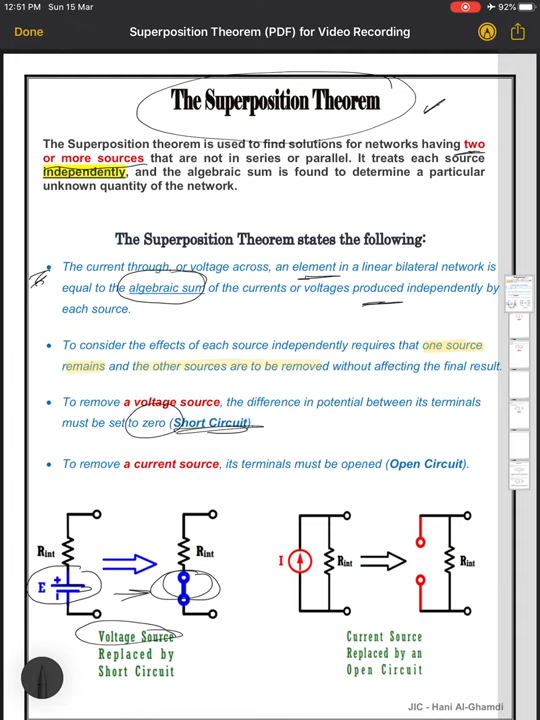 12:51 PM Sun 15 Mar 92%
Done
Superposition Theorem (PDF) for Video Recording
The Superposition Theorem
The Superposition theorem is used to find solutions for networks having two
or more sources that are not in series or parallel. It treats each source
independently, and the algebraic sum is found to determine a particular
unknown quantity of the network.
The Superposition Theorem states the following:
• The current through, or voltage across, an element in a linear bilateral network is
equal to the algebraic sum of the currents or voltages produced independently by
each source.
• To consider the effects of each source independently requires that one source
remains and the other sources are to be removed without affecting the final result.
• To remove a voltage source, the difference in potential between its terminals
must be set to zero (Short Circuit).
• To remove a current source, its terminals must be opened (Open Circuit).
Rint
E
+
-
Rint
I
Rint
Rint
Voltage Source
Replaced by
Short Circuit
Current Source
Replaced by an
Open Circuit
JIC - Hani Al-Ghamdi